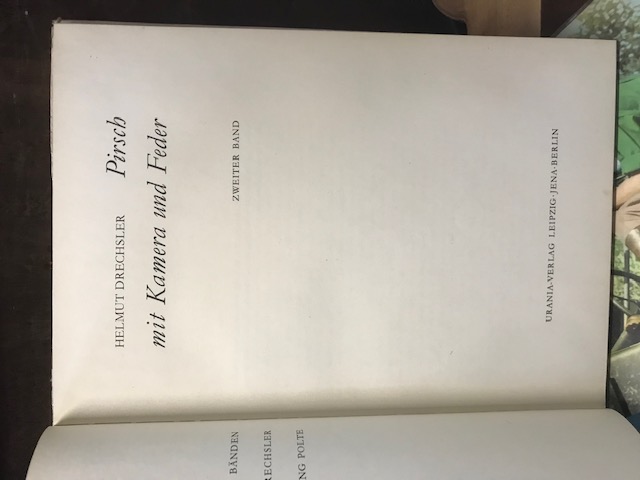 BÄNDEN
RECHSLER
NG POLTE
HELMUT DRECHSLER Pirsch
mit Kamera und Feder
ZWEITER BAND
URANIA-VERLAG LEIPZIG·JENA·BERLIN